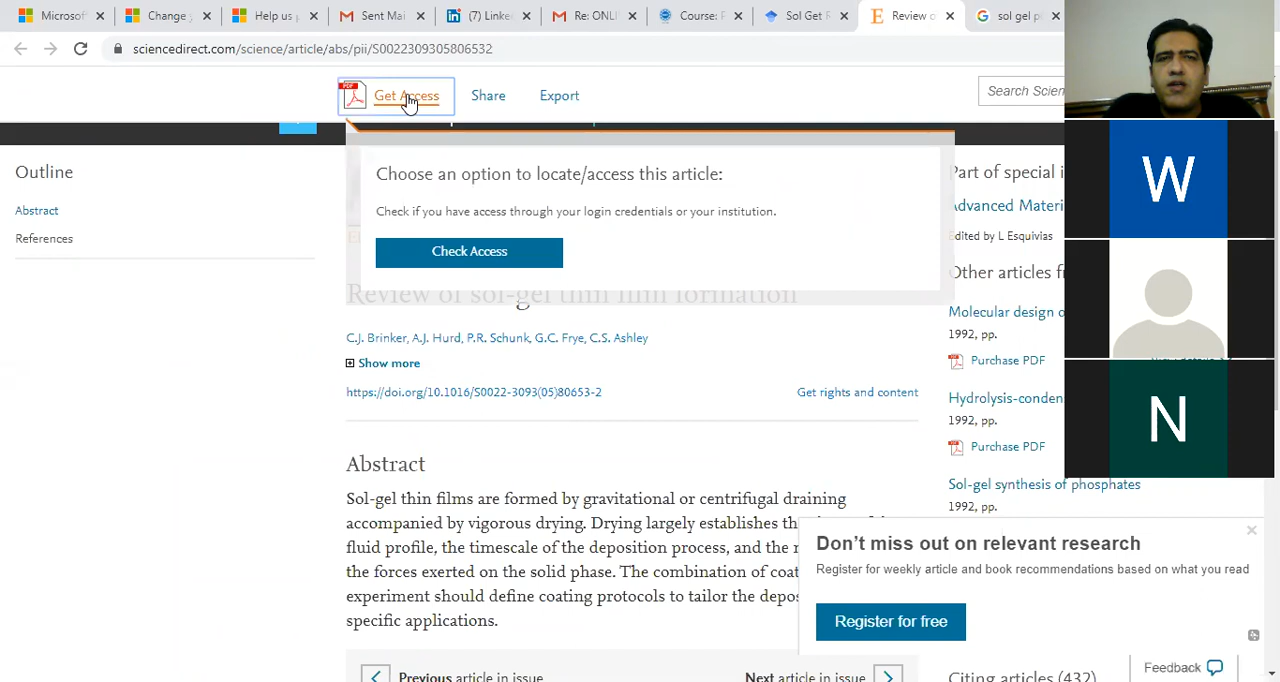 Microsof
Change
Help us
Sent Mai
(7) Linke
Re: ONLI
Course:
Sol Get R
Review o
sol gel p
sciencedirect.com/science/article/abs/pii/S0022309305806532
PDF
Get Access
Share
Export
Search Scien
Outline
Abstract
References
Choose an option to locate/access this article:
Check if you have access through your login credentials or your institution.
Check Access
Review of sol-gel thin film formation
C.J. Brinker, A.J. Hurd, P.R. Schunk, G.C. Frye, C.S. Ashley
Show more
https://doi.org/10.1016/S0022-3093(05)80653-2
Get rights and content
Abstract
Sol-gel thin films are formed by gravitational or centrifugal draining
accompanied by vigorous drying. Drying largely establishes th
fluid profile, the timescale of the deposition process, and the
the forces exerted on the solid phase. The combination of coat
experiment should define coating protocols to tailor the depos
specific applications.
Previous article in issue
Next article in issue
Part of special i
Advanced Materi
Edited by L Esquivias
Other articles f
Molecular design o
1992, pp.
Purchase PDF
Hydrolysis-conden
1992, pp.
Purchase PDF
Sol-gel synthesis of phosphates
1992, pp.
Don't miss out on relevant research
Register for weekly article and book recommendations based on what you read
Register for free
Citing articles (432)
Feedback
W
N